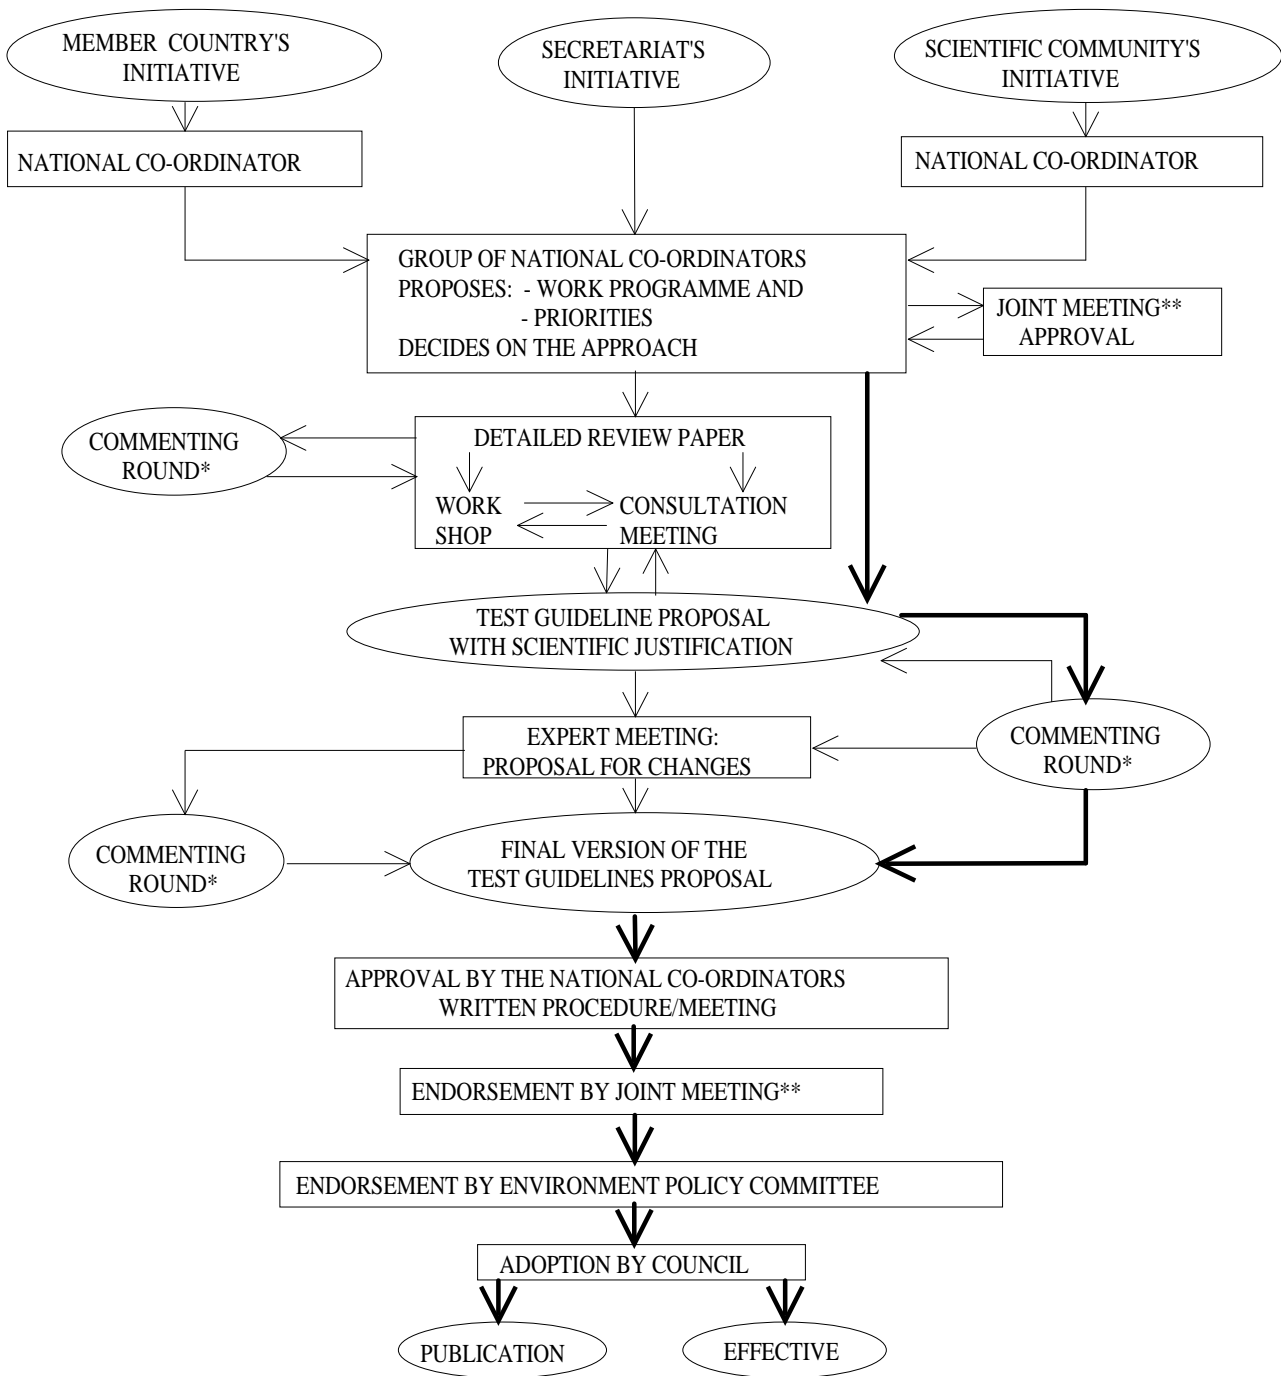 MEMBER COUNTRY'S
INITIATIVE
SECRETARIAT'S
INITIATIVE
SCIENTIFIC COMMUNITY'S
INITIATIVE
NATIONAL CO-ORDINATOR
NATIONAL CO-ORDINATOR
GROUP OF NATIONAL CO-ORDINATORS
PROPOSES: - WORK PROGRAMME AND
- PRIORITIES
DECIDES ON THE APPROACH
JOINT MEETING**
APPROVAL
COMMENTING
ROUND*
DETAILED REVIEW PAPER
WORK
SHOP
CONSULTATION
MEETING
TEST GUIDELINE PROPOSAL
WITH SCIENTIFIC JUSTIFICATION
EXPERT MEETING:
PROPOSAL FOR CHANGES
COMMENTING
ROUND*
COMMENTING
ROUND*
FINAL VERSION OF THE
TEST GUIDELINES PROPOSAL
APPROVAL BY THE NATIONAL CO-ORDINATORS
WRITTEN PROCEDURE/MEETING
ENDORSEMENT BY JOINT MEETING**
ENDORSEMENT BY ENVIRONMENT POLICY COMMITTEE
ADOPTION BY COUNCIL
PUBLICATION
EFFECTIVE